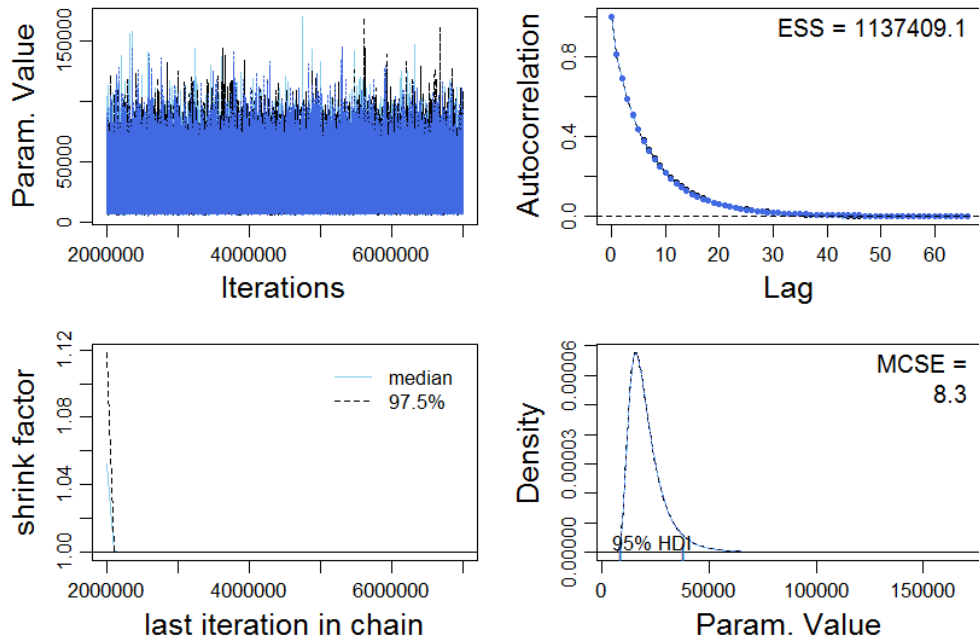 Param. Value
0
50000
150000
2000000
4000000
6000000
Iterations
ESS = 1137409.1
Autocorrelation
0.0
0.4
0.8
0
10
20
30
40
50
60
Lag
shrink factor
1.00
1.04
1.08
1.12
median
97.5%
2000000
4000000
6000000
last iteration in chain
MCSE =
8.3
Density
0.00000
0.00003
0.00006
95% HDI
0
50000
100000
150000
Param. Value